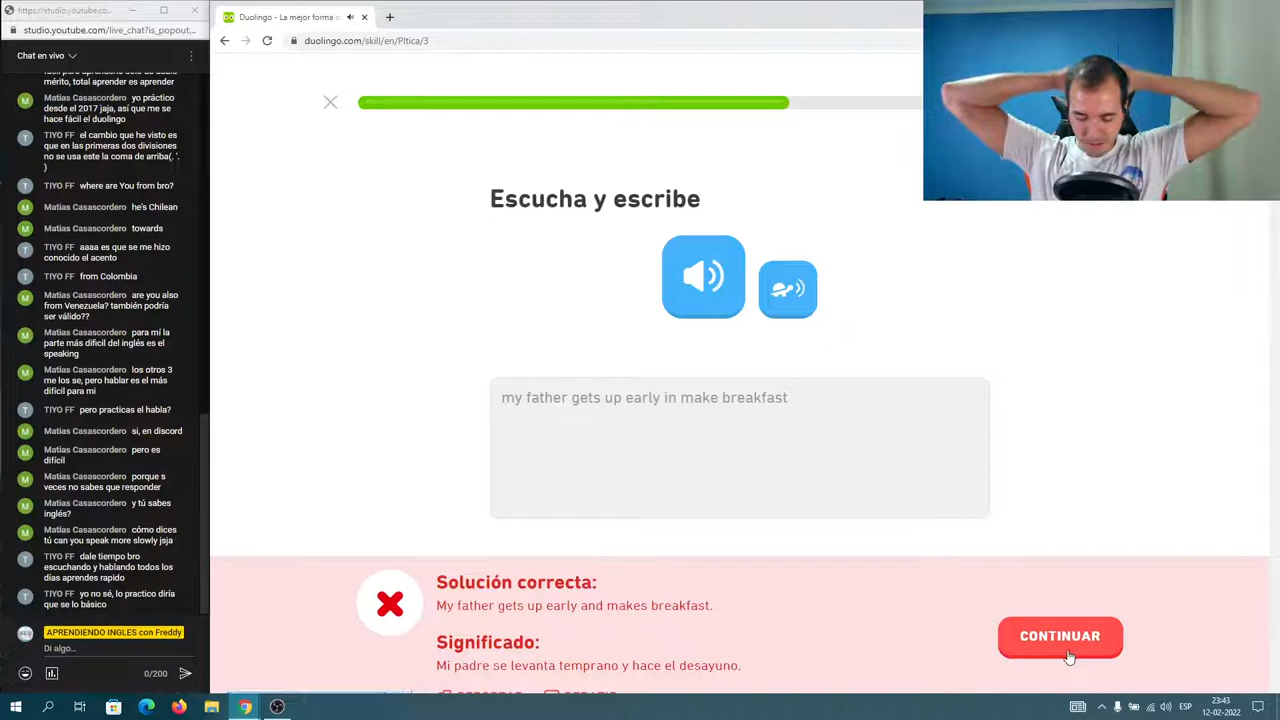 https://studio.youtube.co...
studio.youtube.com/live_chat?is_popout...
Chat en vivo
mérito, total aprender es aprender
Matias Casascordero yo práctico
desde el 2017 jaja, así que me se
hace fácil el duolingo
TIYO FF el cambio que he visto es
que en las primeras dos divisiones
no se usa este la coma de arriba(. '.
)
TIYO FF where are You from bro?
Matias Casascordero he's Chilean
Matias Casascordero towards
TIYO FF aaaa es que se me hizo
conocido el acento
TIYO FF from Colombia
Matias Casascordero are you also
from Venezuela? también podría
ser válido??
Matias Casascordero para mí la
parte más dificil del inglés es el
speaking
Matias Casascordero los otros 3
me los se, pero hablar es el más
difícil para mi
TIYO FF pero practicas el habla?
Matias Casascordero si, en discord
Matias Casascordero pero es
difícil
Matias Casascordero porque s
veces no sabes que responder
Matias Casascordero y tú sabes
inglés?
Matias Casascordero cómo dices
tú can you speak more slowly jsja
TIYO FF dale tiempo bro
escuchando y hablando todos los
días aprendes rapido
TIYO FF yo no sé, lo practico diría
que se lo básico
APRENDIENDO INGLES con Freddy
Di algo...
0/200
Duolingo - La mejor forma d
duolingo.com/skill/en/Pltica/3
Escucha y escribe
my father gets up early in make breakfast
Solución correcta:
My father gets up early and makes breakfast.
Significado:
Mi padre se levanta temprano y hace el desayuno.
CONTINUAR
ESP
23:43
12-02-2022